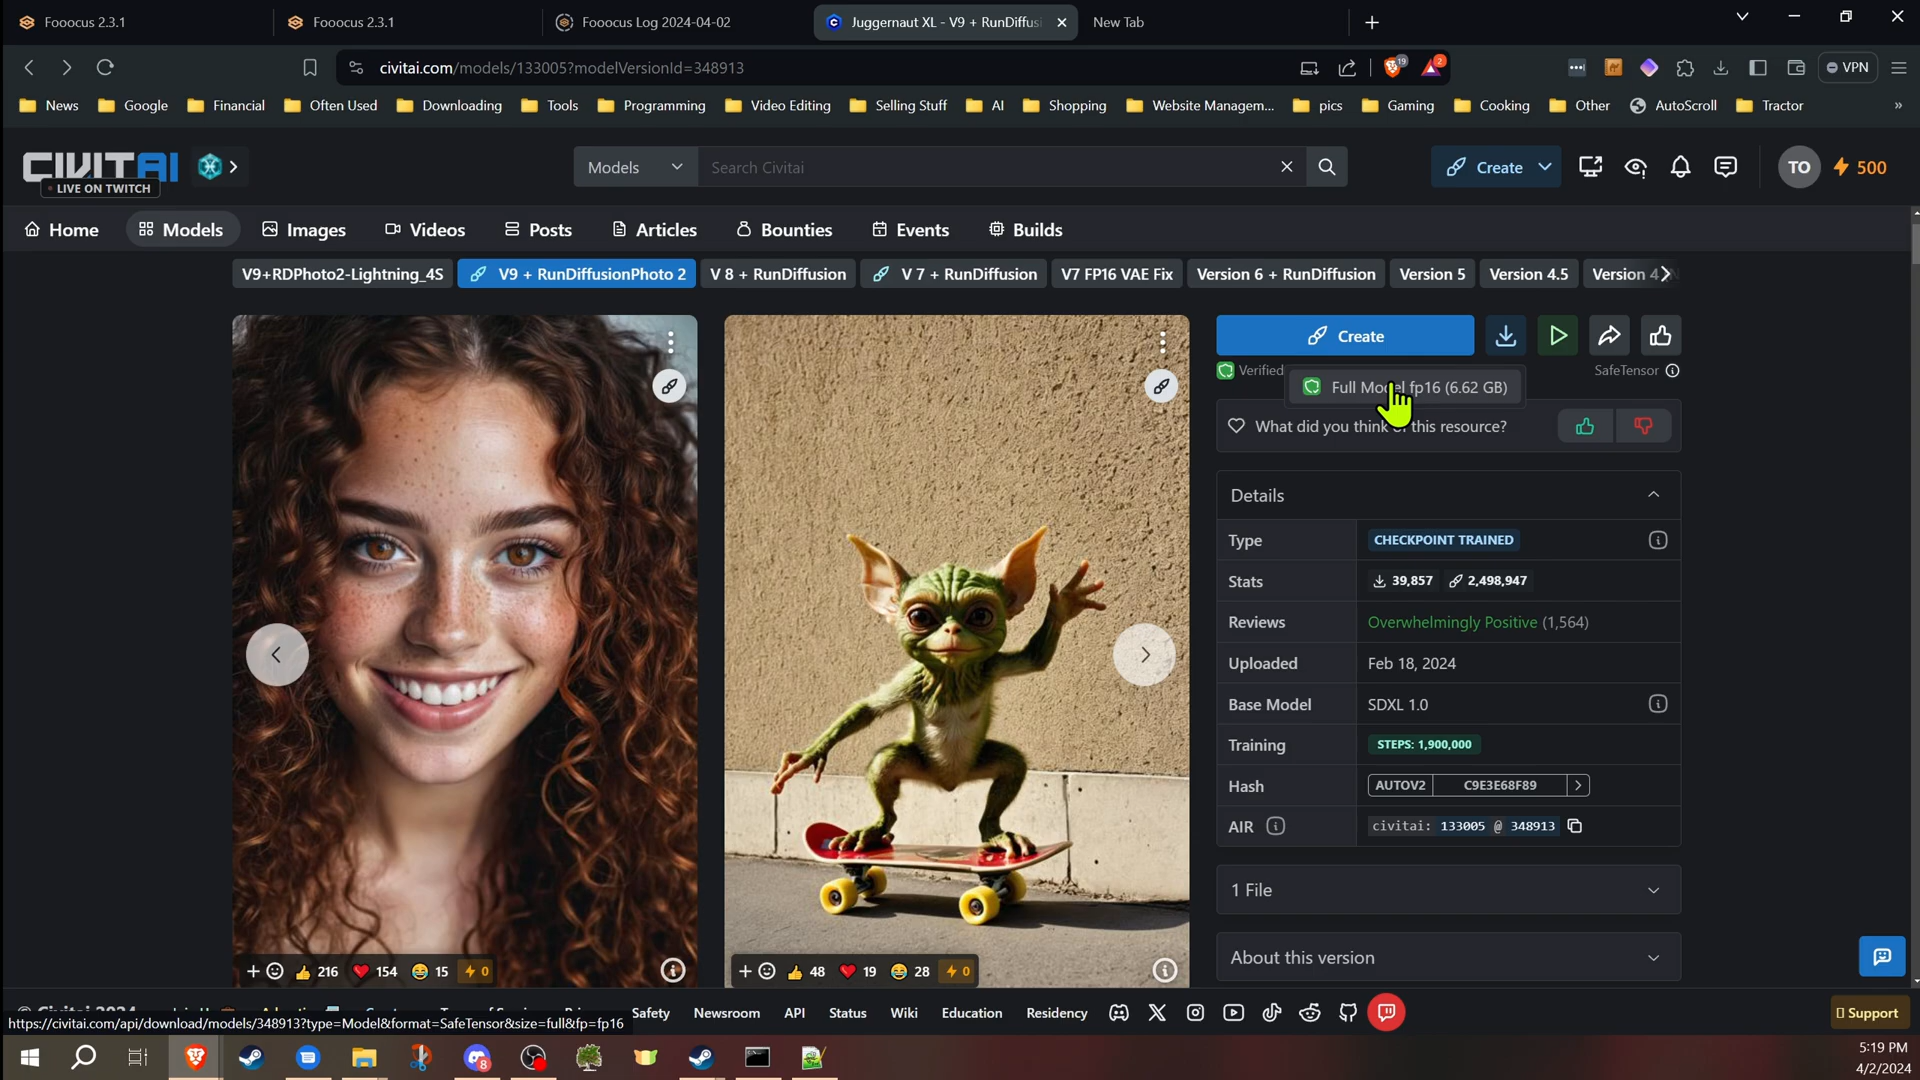 Fooocus 2.3.1
Fooocus 2.3.1
Fooocus Log 2024-04-02
Juggernaut XL - V9 + RunDiffusi
New Tab
civitai.com/models/133005?modelVersionId=348913
19
2
VPN
News
Google
Financial
Often Used
Downloading
Tools
Programming
Video Editing
Selling Stuff
AI
Shopping
Website Managem...
pics
Gaming
Cooking
Other
AutoScroll
Tractor
CIVITAI
LIVE ON TWITCH
Models
Search Civitai
Create
TO
500
Home
Models
Images
Videos
Posts
Articles
Bounties
Events
Builds
V9+RDPhoto2-Lightning_4S
V9 + RunDiffusionPhoto 2
V 8 + RunDiffusion
V 7 + RunDiffusion
V7 FP16 VAE Fix
Version 6 + RunDiffusion
Version 5
Version 4.5
Version 4
Create
Verified
SafeTensor
Full Model fp16 (6.62 GB)
What did you think of this resource?
Details
Type
CHECKPOINT TRAINED
Stats
39,857
2,498,947
Reviews
Overwhelmingly Positive (1,564)
Uploaded
Feb 18, 2024
Base Model
SDXL 1.0
Training
STEPS: 1,900,000
Hash
AUTOV2
C9E3E68F89
AIR
civitai: 133005 @ 348913
1 File
About this version
216
154
15
0
48
19
28
0
Safety
Newsroom
API
Status
Wiki
Education
Residency
Support
https://civitai.com/api/download/models/348913?type=Model&format=SafeTensor&size=full&fp=fp16
8
5:19 PM
4/2/2024